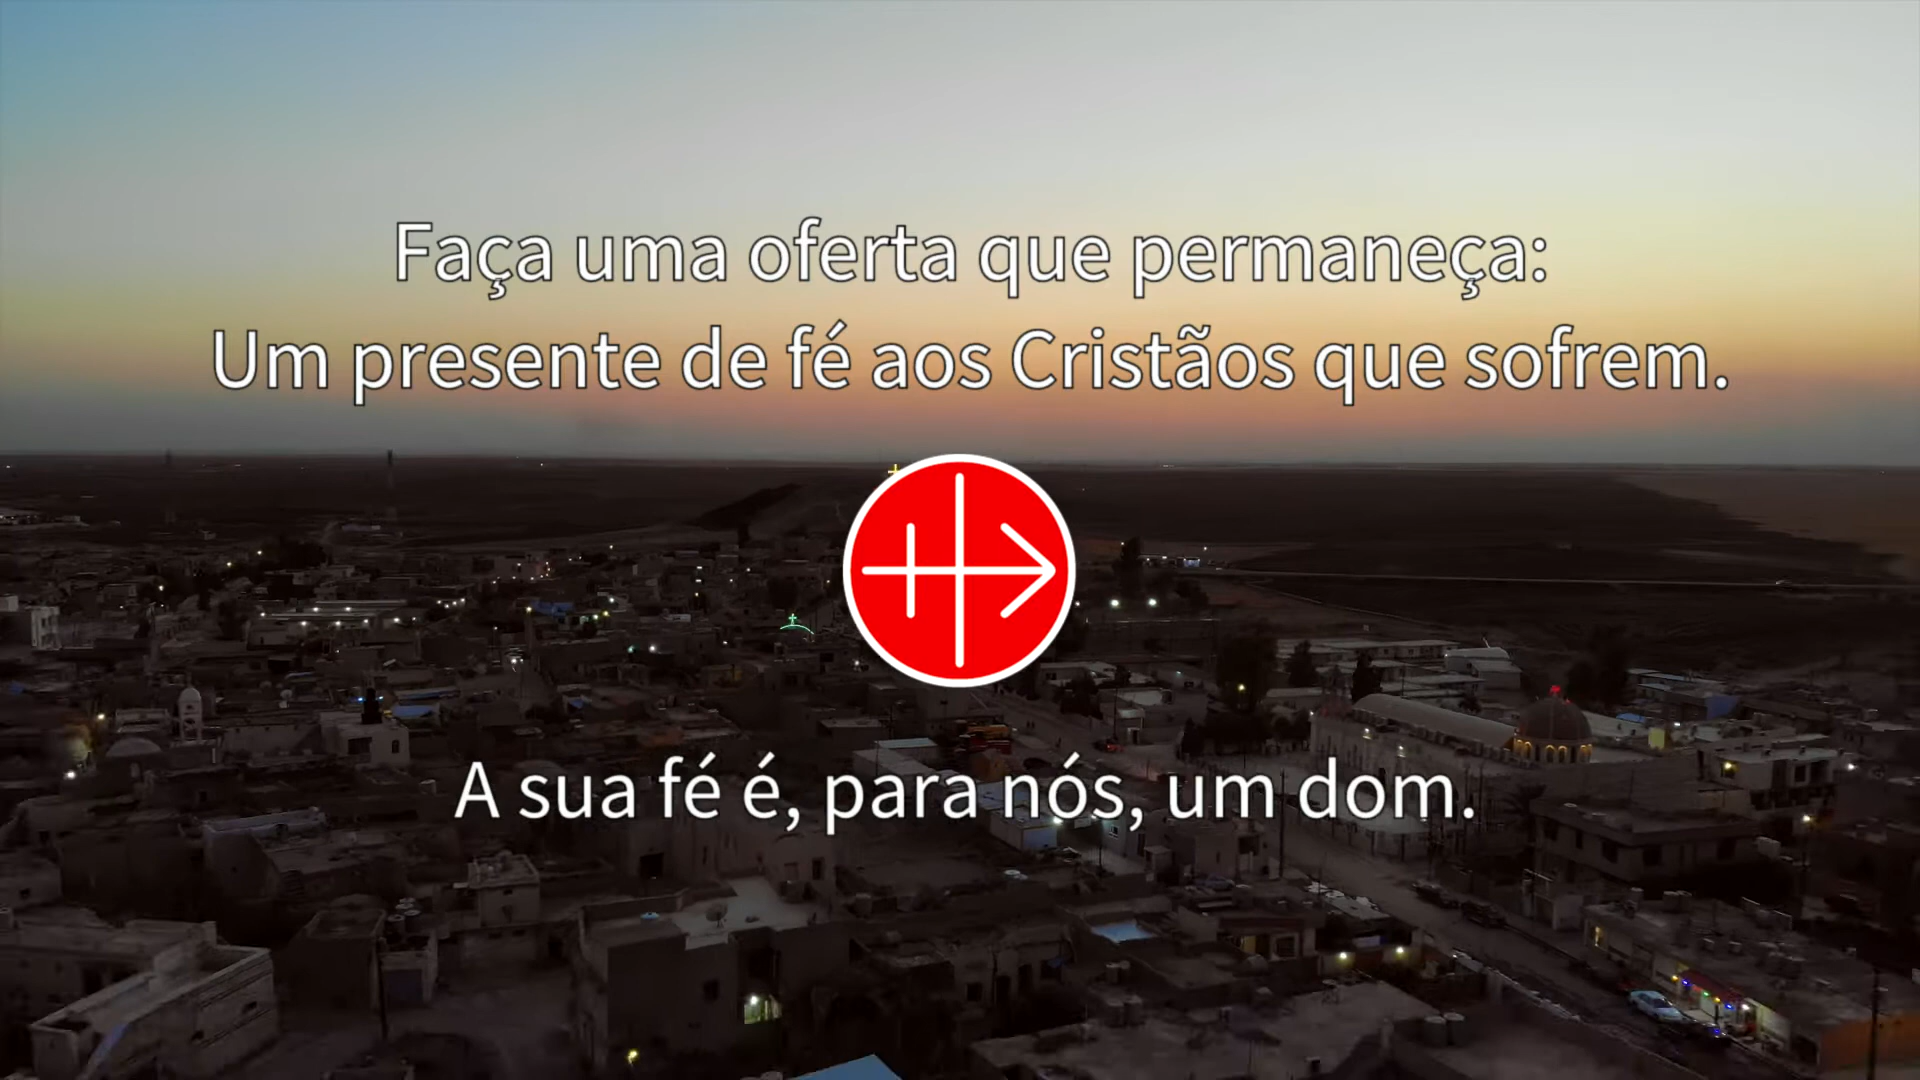 Faça uma oferta que permaneça:
Um presente de fé aos Cristãos que sofrem.
A sua fé é, para nós, um dom.